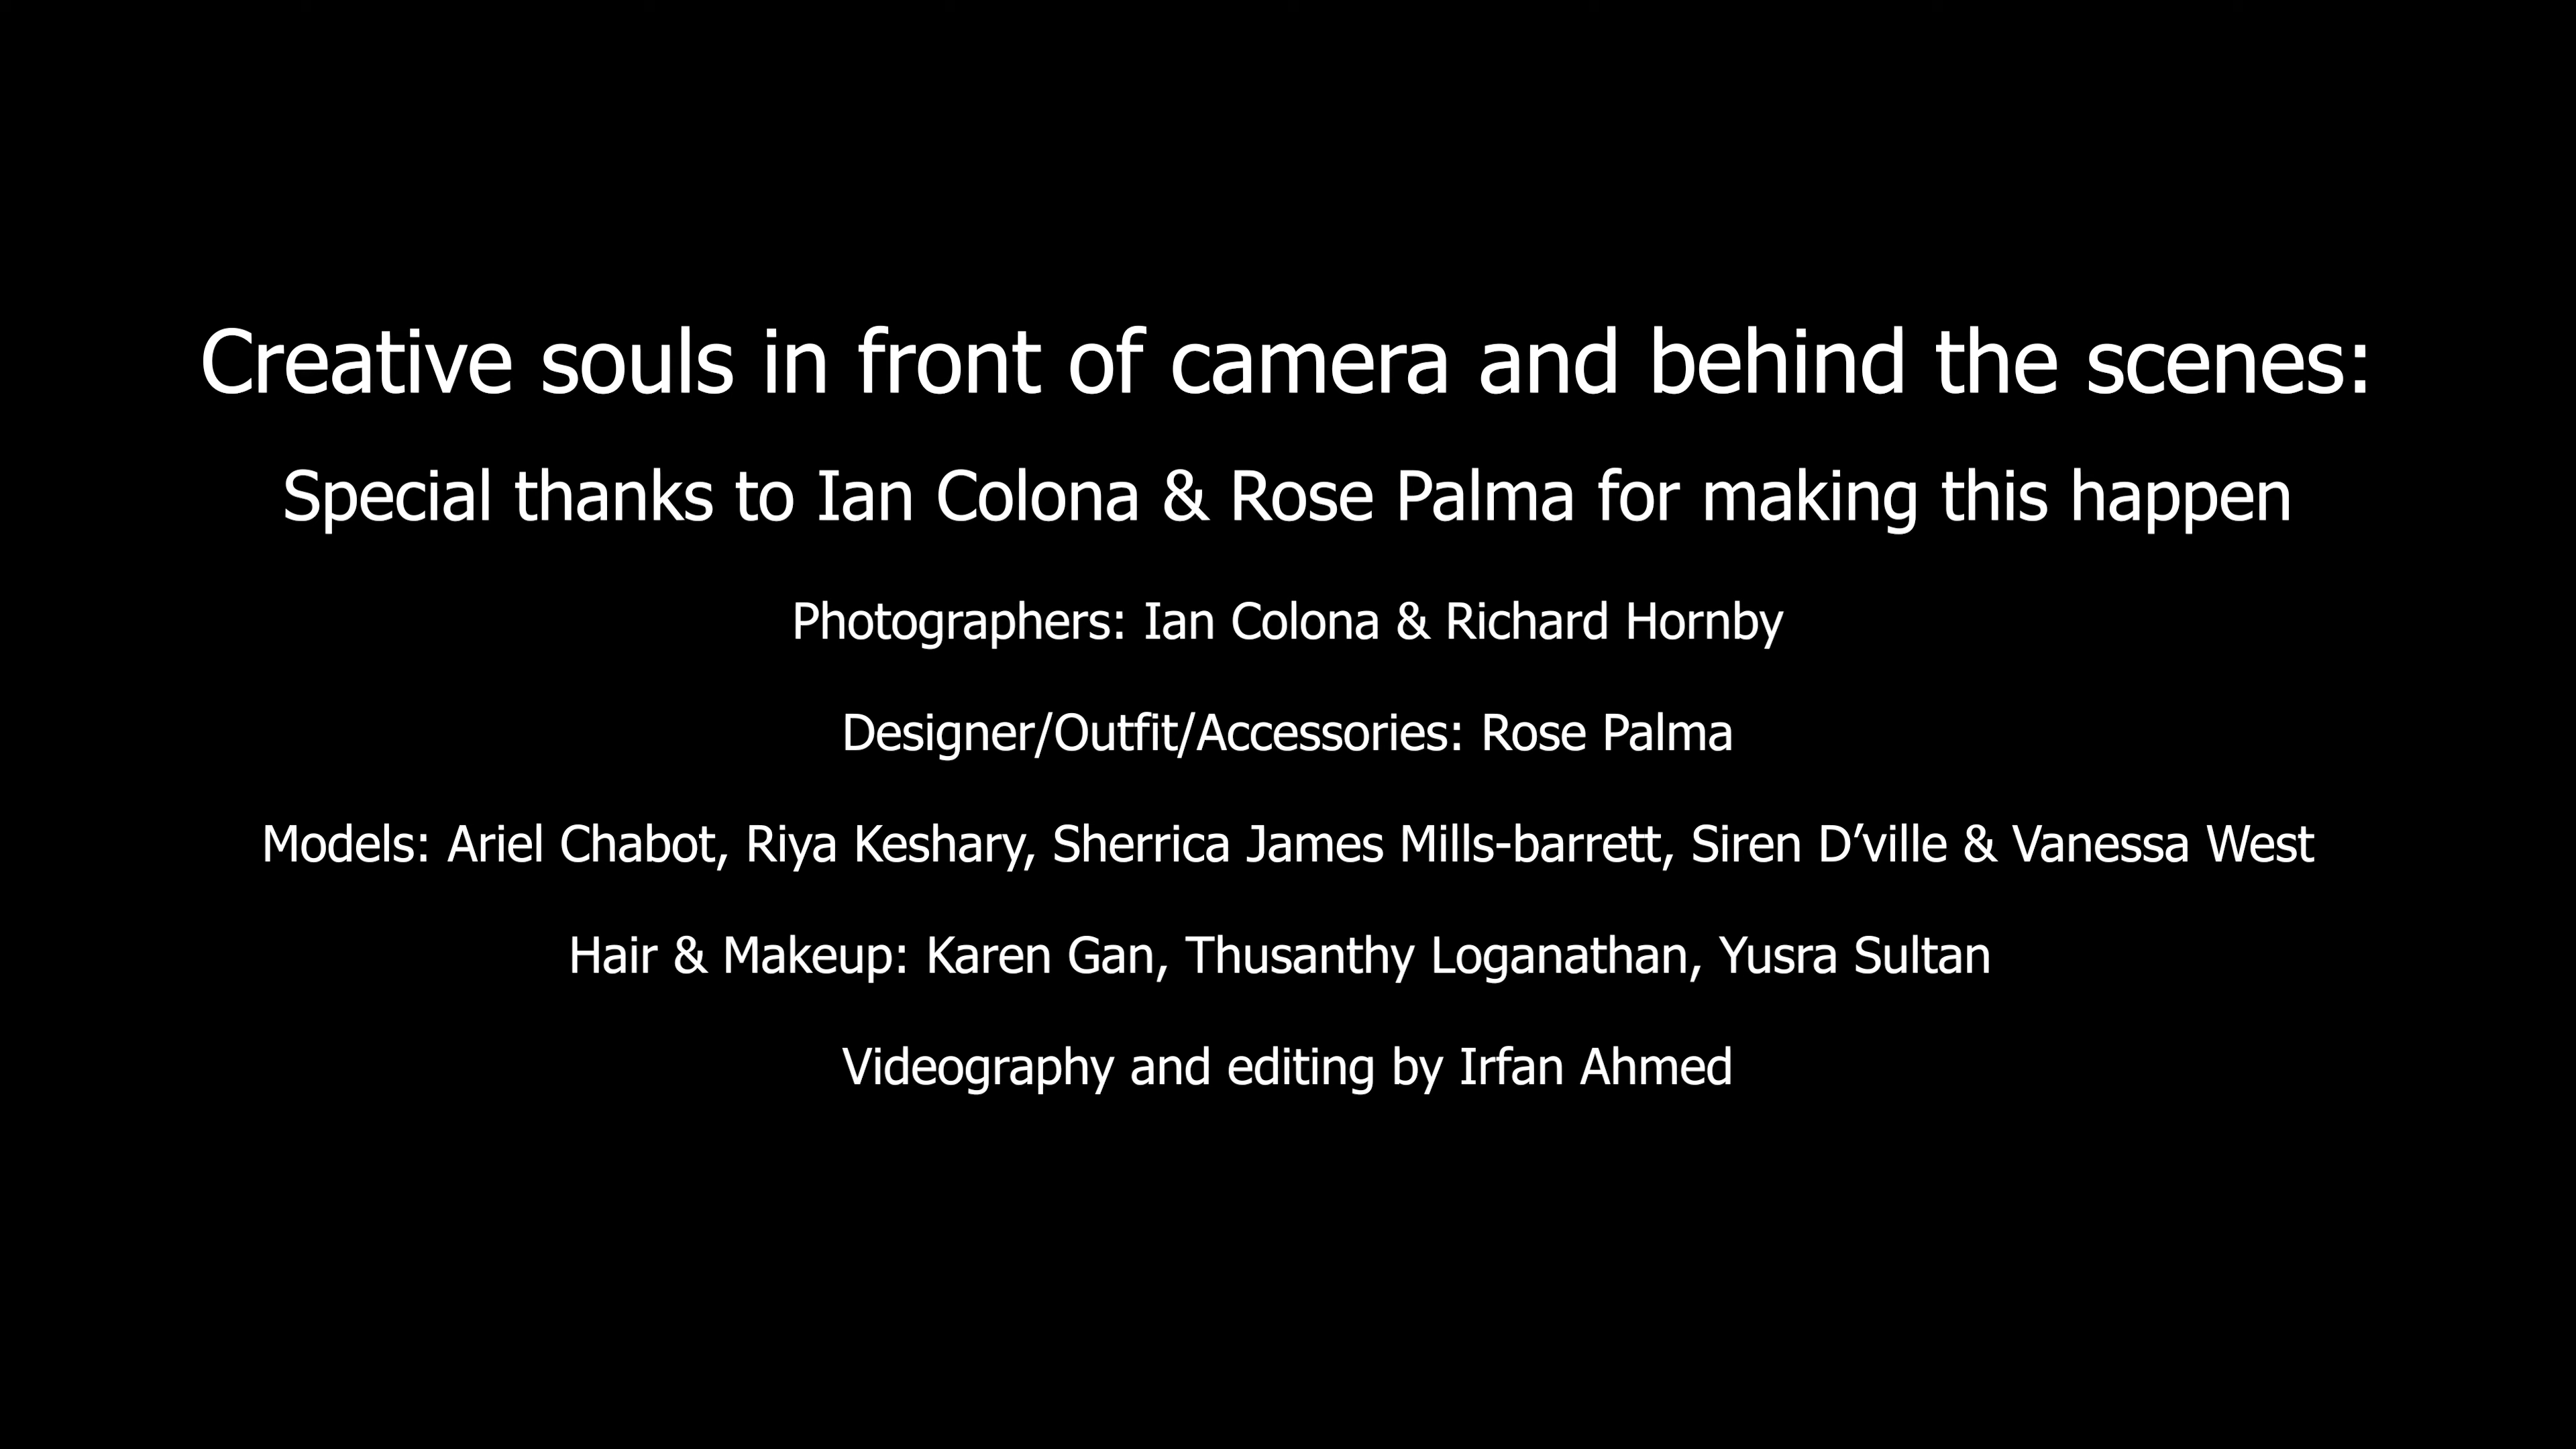 Creative souls in front of camera and behind the scenes:
Special thanks to Ian Colona & Rose Palma for making this happen
Photographers: Ian Colona & Richard Hornby
Designer/Outfit/Accessories: Rose Palma
Models: Ariel Chabot, Riya Keshary, Sherrica James Mills-barrett, Siren D’ville & Vanessa West
Hair & Makeup: Karen Gan, Thusanthy Loganathan, Yusra Sultan
Videography and editing by Irfan Ahmed